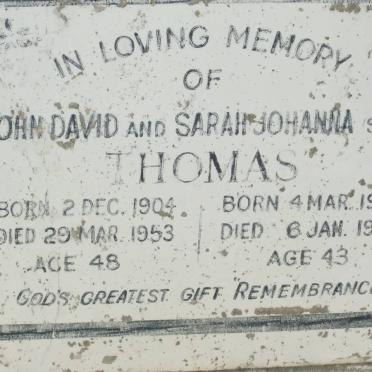 IN LOVING MEMORY
OF
JOHN DAVID AND SARAH JOHANNA
THOMAS
BORN 2 DEC. 1904 BORN 4 MAR.
DIED 29 MAR. 1953 DIED 6 JAN.
AGE 48 AGE 43
GOD'S GREATEST GIFT REMEMBRANCE